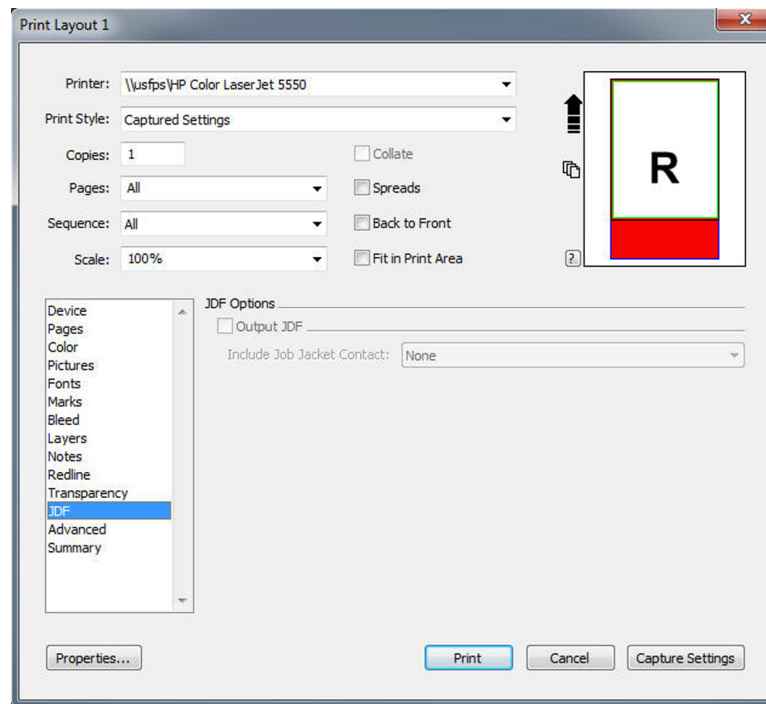 Print Layout 1
Printer: \\usfps\HP Color LaserJet 5550
Print Style: Captured Settings
Copies: 1 Collate
Pages: All Spreads
Sequence: All Back to Front
Scale: 100% Fit in Print Area
R
?
Device
Pages
Color
Pictures
Fonts
Marks
Bleed
Layers
Notes
Redline
Transparency
JDF
Advanced
Summary
JDF Options
Output JDF
Include Job Jacket Contact: None
Properties... Print Cancel Capture Settings